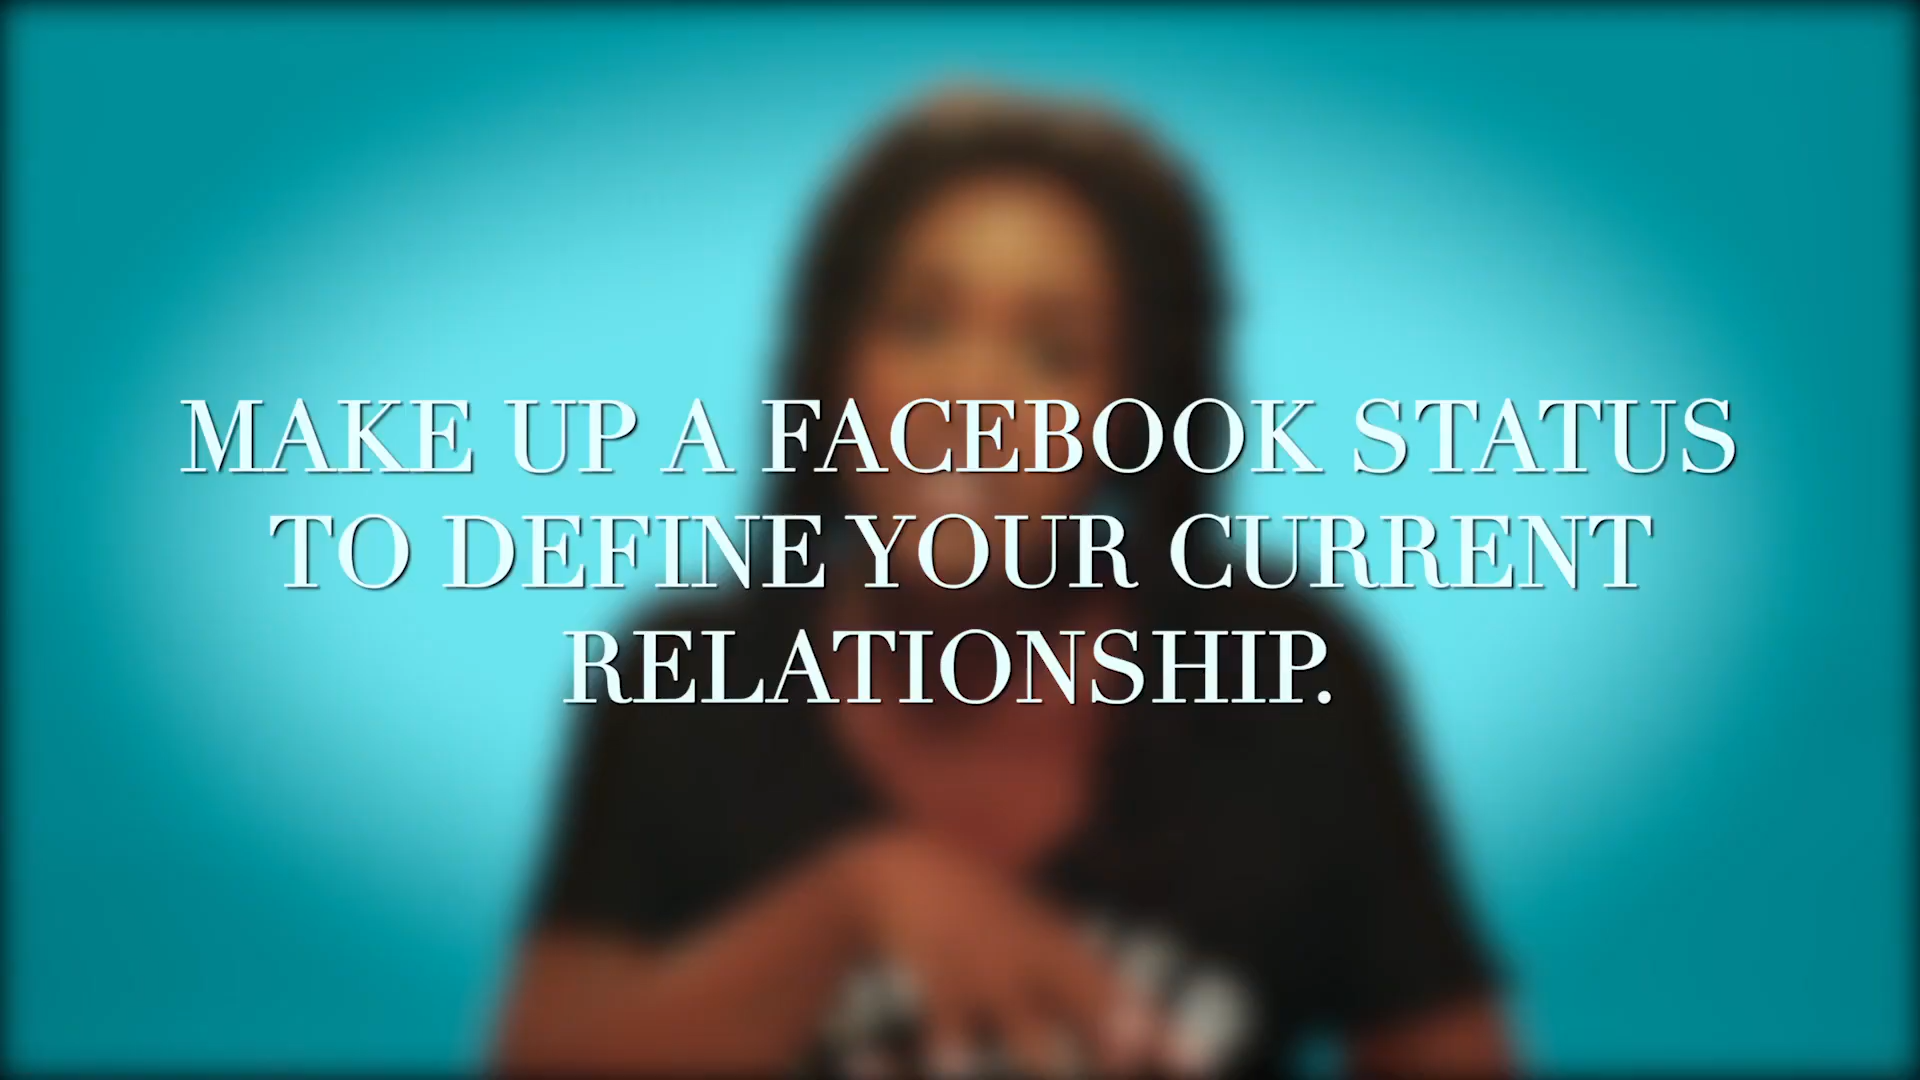 MAKE UP A FACEBOOK STATUS
TO DEFINE YOUR CURRENT
RELATIONSHIP.